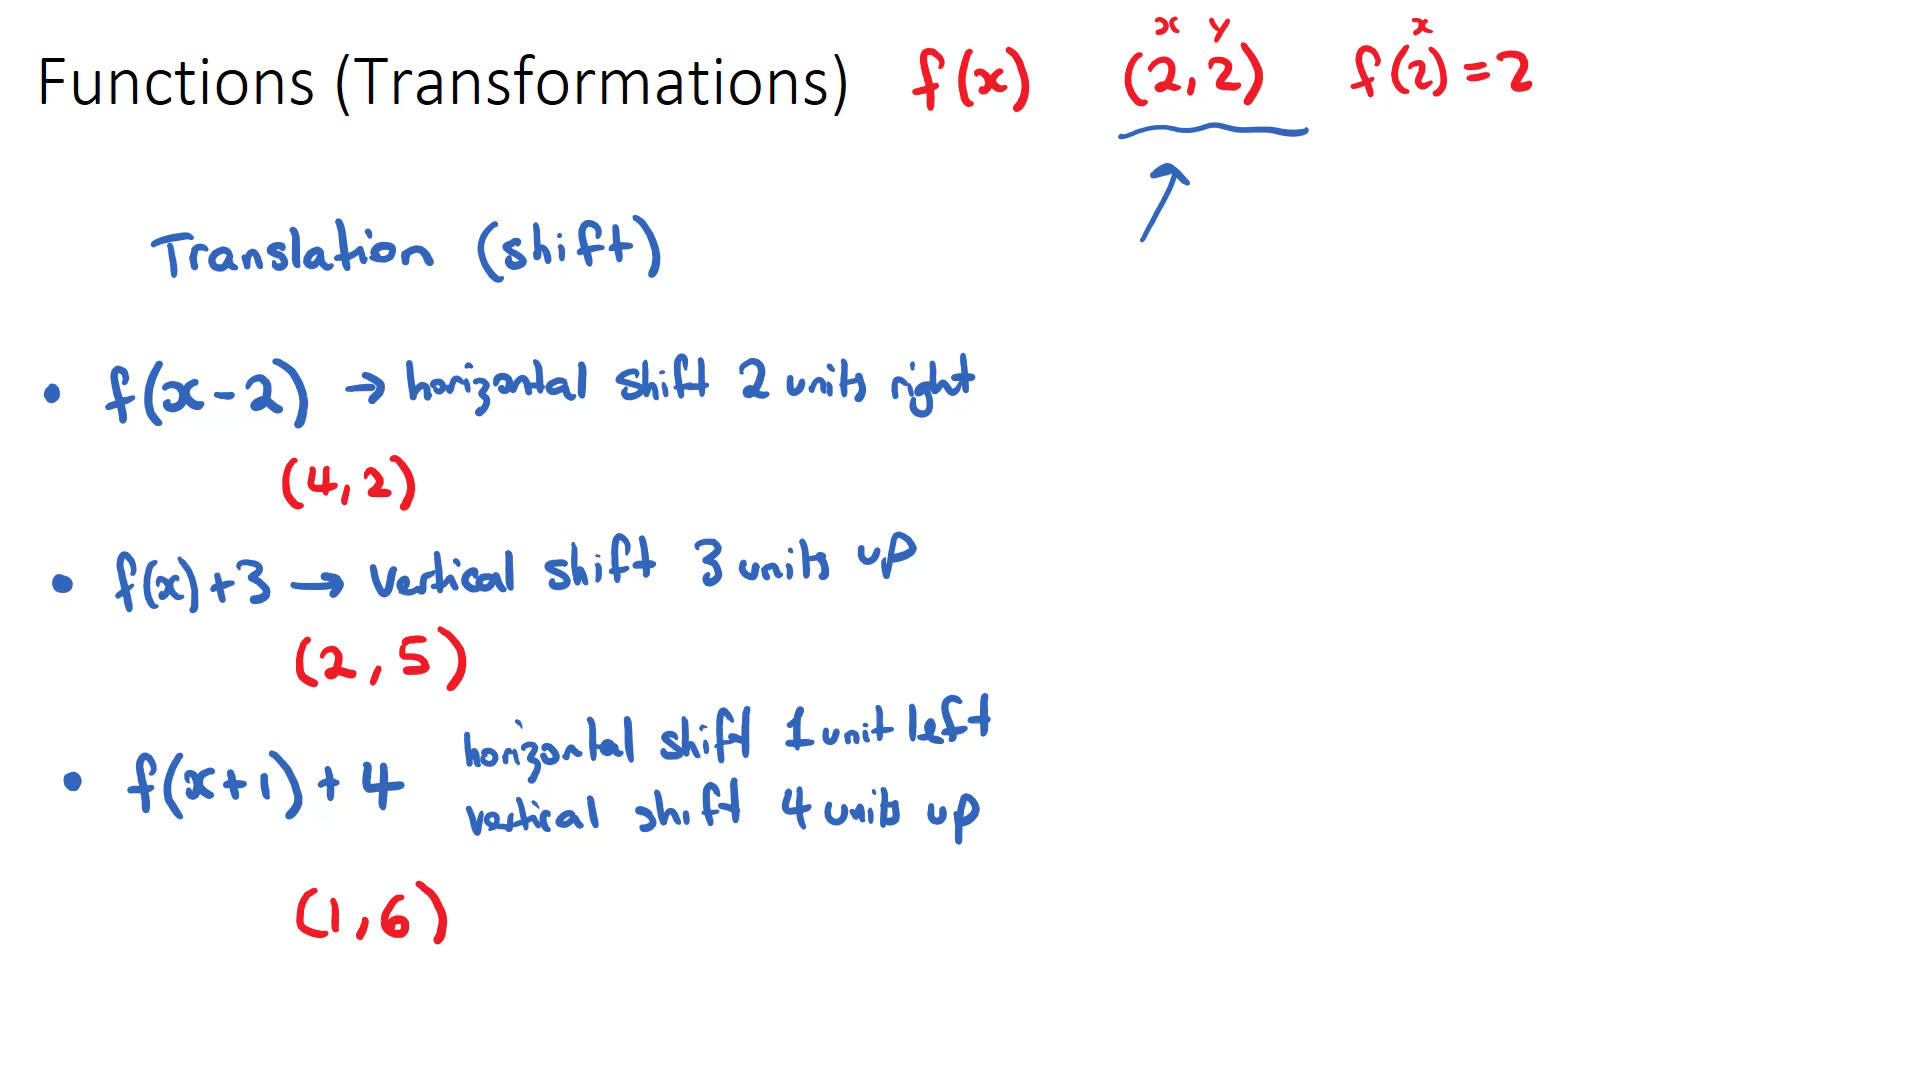 Functions (Transformations) f(x) (2, 2) f(2) = 2
x y x
Translation (shift)
• f(x - 2) → horizontal shift 2 units right
(4, 2)
• f(x) + 3 → vertical shift 3 units up
(2, 5)
• f(x + 1) + 4 horizontal shift 1 unit left
vertical shift 4 units up
(1, 6)